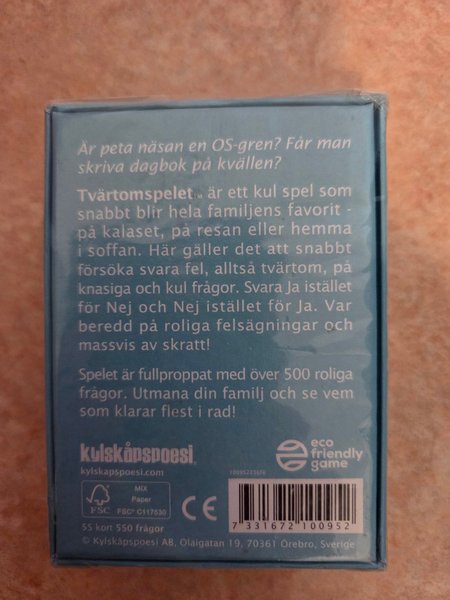 Är peta näsan en OS-gren? Får man
skriva dagbok på kvällen?
Tvärtomspelet™ är ett kul spel som
snabbt blir hela familjens favorit -
på kalaset, på resan eller hemma
i soffan. Här gäller det att snabbt
försöka svara fel, alltså tvärtom, på
knasiga och kul frågor. Svara Ja istället
för Nej och Nej istället för Ja. Var
beredd på roliga felsägningar och
massvis av skratt!
Spelet är fullproppat med över 500 roliga
frågor. Utmana din familj och se vem
som klarar flest i rad!
kylskåpspoesi
kylskapspoesi.com
eco
friendly
game
FSC
MIX
Paper
FSC® C117530
CE
55 kort 550 frågor
7 331672 100952
© Kylskåpspoesi AB, Olaigatan 19, 70361 Örebro, Sverige